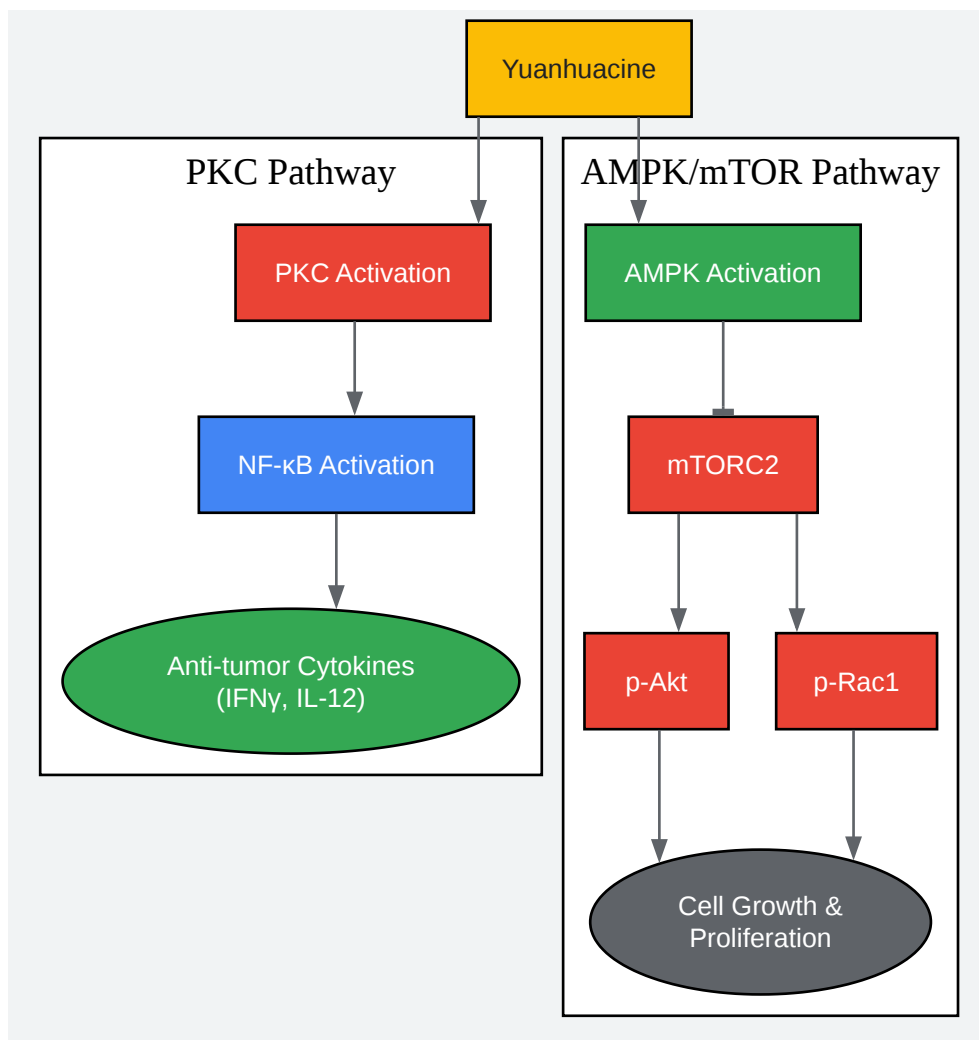 Yuanhuacine
PKC Pathway
AMPK/mTOR Pathway
PKC Activation
AMPK Activation
NF-κB Activation
mTORC2
Anti-tumor Cytokines
(IFNγ, IL-12)
p-Akt
p-Rac1
Cell Growth &
Proliferation